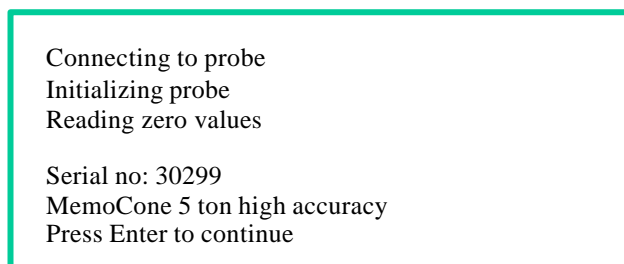 Connecting to probe
Initializing probe
Reading zero values
Serial no: 30299
MemoCone 5 ton high accuracy
Press Enter to continue